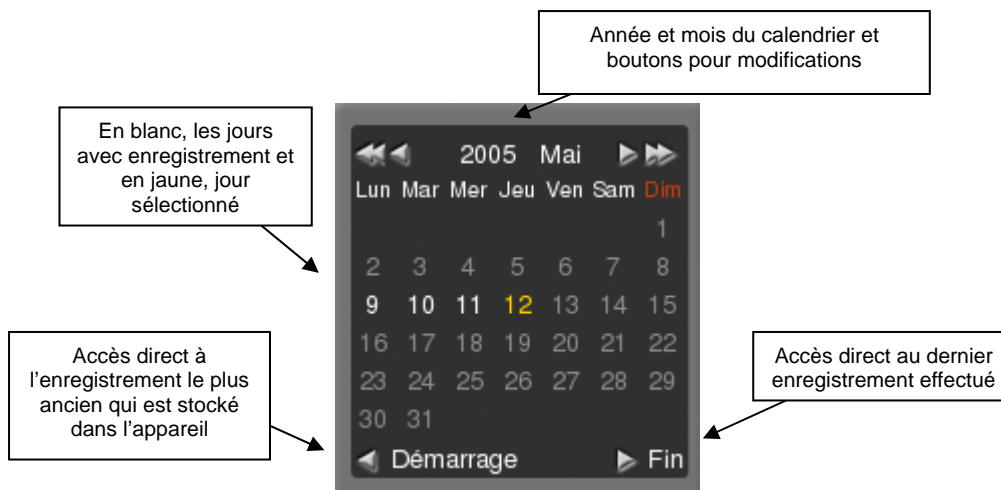 Année et mois du calendrier et
boutons pour modifications
En blanc, les jours
avec enregistrement et
en jaune, jour
sélectionné
2005 Mai
Lun Mar Mer Jeu Ven Sam Dim
1
2 3 4 5 6 7 8
9 10 11 12 13 14 15
16 17 18 19 20 21 22
23 24 25 26 27 28 29
30 31
Démarrage Fin
Accès direct à
l’enregistrement le plus
ancien qui est stocké
dans l’appareil
Accès direct au dernier
enregistrement effectué